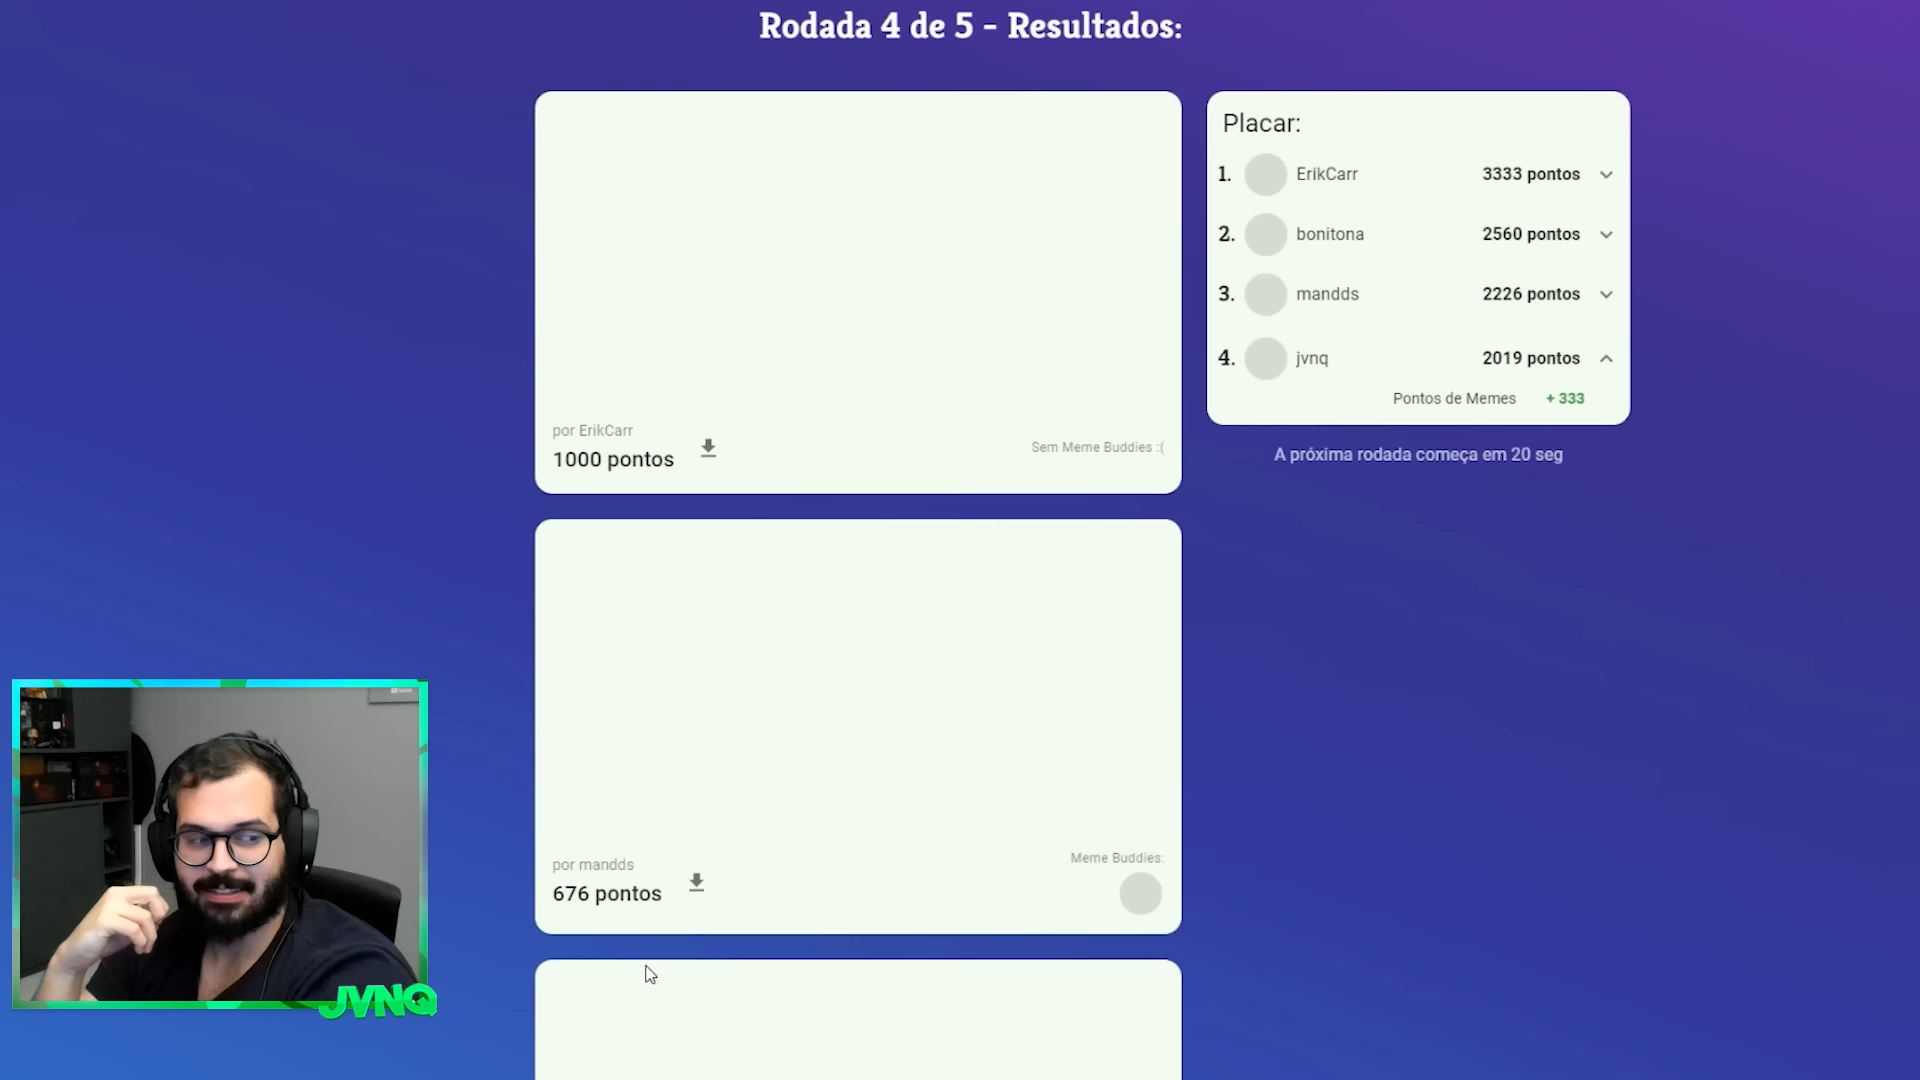 Rodada 4 de 5 - Resultados:
por ErikCarr
1000 pontos
Sem Meme Buddies :(
por mandds
676 pontos
Meme Buddies:
Placar:
1. ErikCarr 3333 pontos
2. bonitona 2560 pontos
3. mandds 2226 pontos
4. jvnq 2019 pontos
Pontos de Memes + 333
A próxima rodada começa em 20 seg
JVNQ